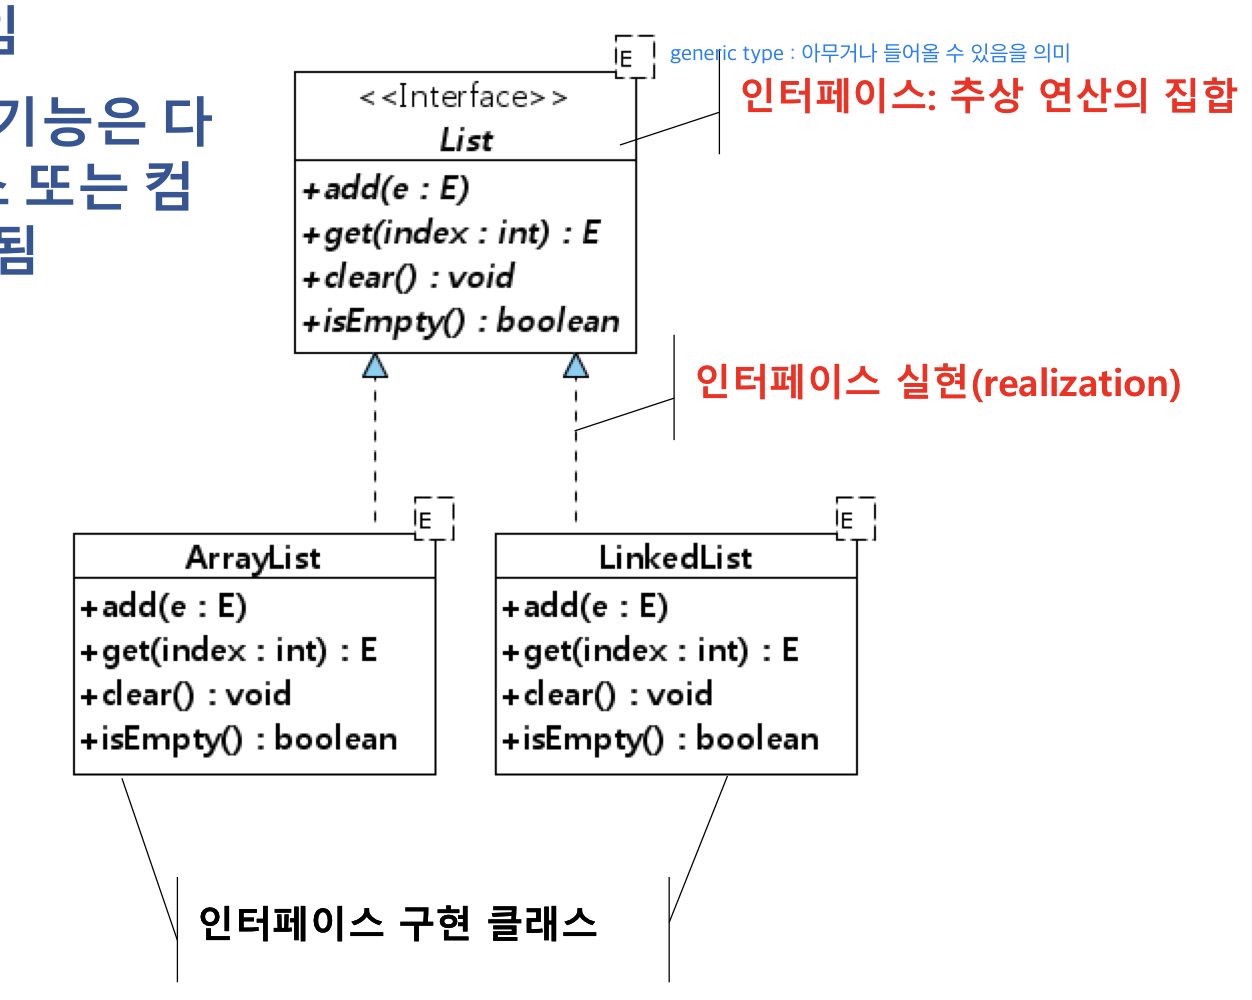 임
기능은 다
스 또는 컴
됨
E
generic type : 아무거나 들어올 수 있음을 의미
인터페이스: 추상 연산의 집합
<<Interface>>
List
+add(e : E)
+get(index : int) : E
+clear() : void
+isEmpty() : boolean
인터페이스 실현(realization)
E
ArrayList
+add(e : E)
+get(index : int) : E
+clear() : void
+isEmpty() : boolean
E
LinkedList
+add(e : E)
+get(index : int) : E
+clear() : void
+isEmpty() : boolean
인터페이스 구현 클래스